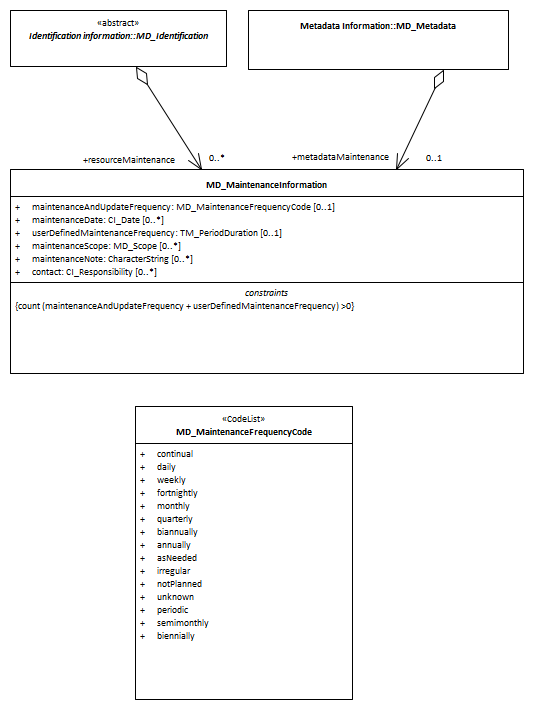 «abstract»
Identification information::MD_Identification
Metadata Information::MD_Metadata
+resourceMaintenance
0..*
+metadataMaintenance
0..1
MD_MaintenanceInformation
+ maintenanceAndUpdateFrequency: MD_MaintenanceFrequencyCode [0..1]
+ maintenanceDate: CI_Date [0..*]
+ userDefinedMaintenanceFrequency: TM_PeriodDuration [0..1]
+ maintenanceScope: MD_Scope [0..*]
+ maintenanceNote: CharacterString [0..*]
+ contact: CI_Responsibility [0..*]
constraints
{count (maintenanceAndUpdateFrequency + userDefinedMaintenanceFrequency) >0}
«CodeList»
MD_MaintenanceFrequencyCode
+ continual
+ daily
+ weekly
+ fortnightly
+ monthly
+ quarterly
+ biannually
+ annually
+ asNeeded
+ irregular
+ notPlanned
+ unknown
+ periodic
+ semimonthly
+ biennially